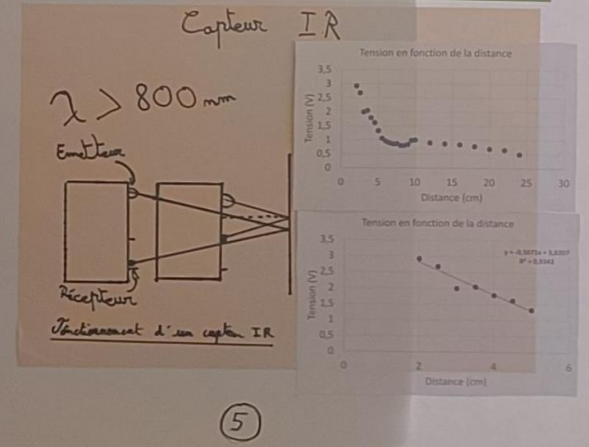 Capteur IR
λ > 800 nm
Emetteur
Récepteur
Fonctionnement d'un capteur IR
Tension en fonction de la distance
Tension (V)
3,5
3
2,5
2
1,5
1
0,5
0
0 5 10 15 20 25 30
Distance (cm)
Tension en fonction de la distance
Tension (V)
3,5
3
2,5
2
1,5
1
0,5
0
0 2 4 6
Distance (cm)
5